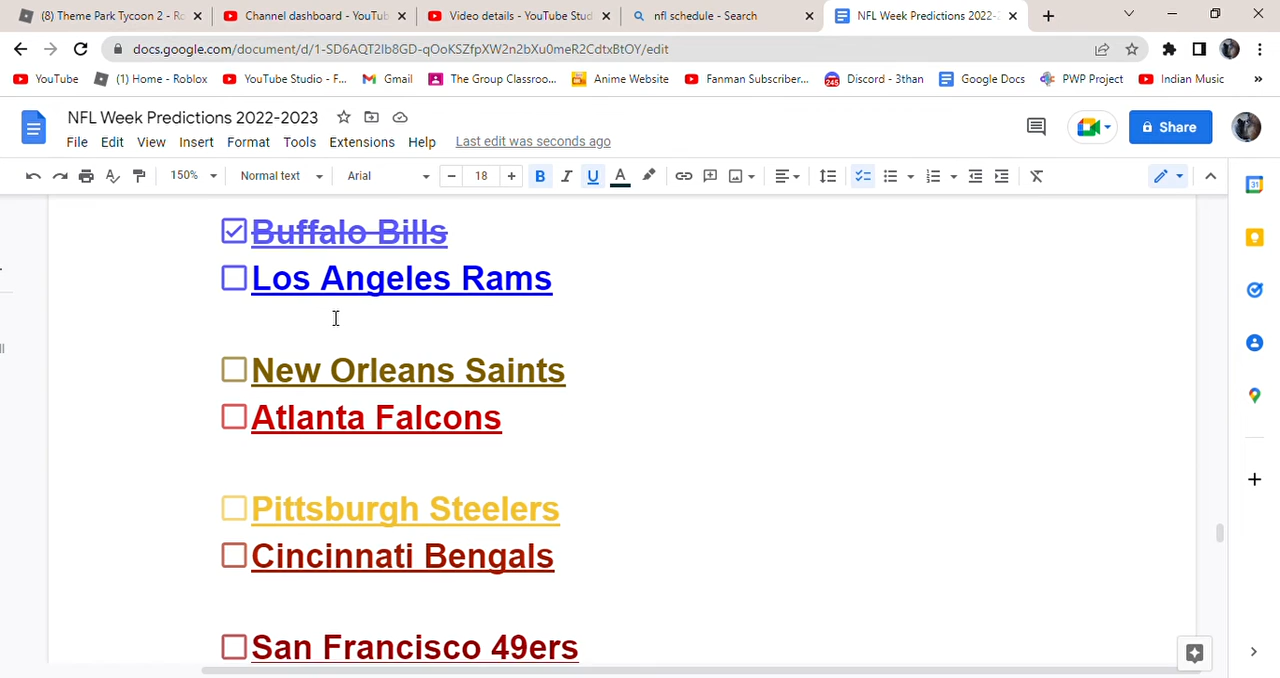 (8) Theme Park Tycoon 2 - Ro
Channel dashboard - YouTub
Video details - YouTube Stud
nfl schedule - Search
NFL Week Predictions 2022-
docs.google.com/document/d/1-SD6AQT2Ib8GD-qOoKSZfpXW2n2bXu0meR2CdtxBtOY/edit
YouTube
(1) Home - Roblox
YouTube Studio - F...
Gmail
The Group Classroo...
Anime Website
Fanman Subscriber...
245
Discord - 3than
Google Docs
PWP Project
Indian Music
NFL Week Predictions 2022-2023
File Edit View Insert Format Tools Extensions Help Last edit was seconds ago
Share
150% Normal text Arial 18 B I U A
31
Buffalo Bills
Los Angeles Rams
New Orleans Saints
Atlanta Falcons
Pittsburgh Steelers
Cincinnati Bengals
San Francisco 49ers